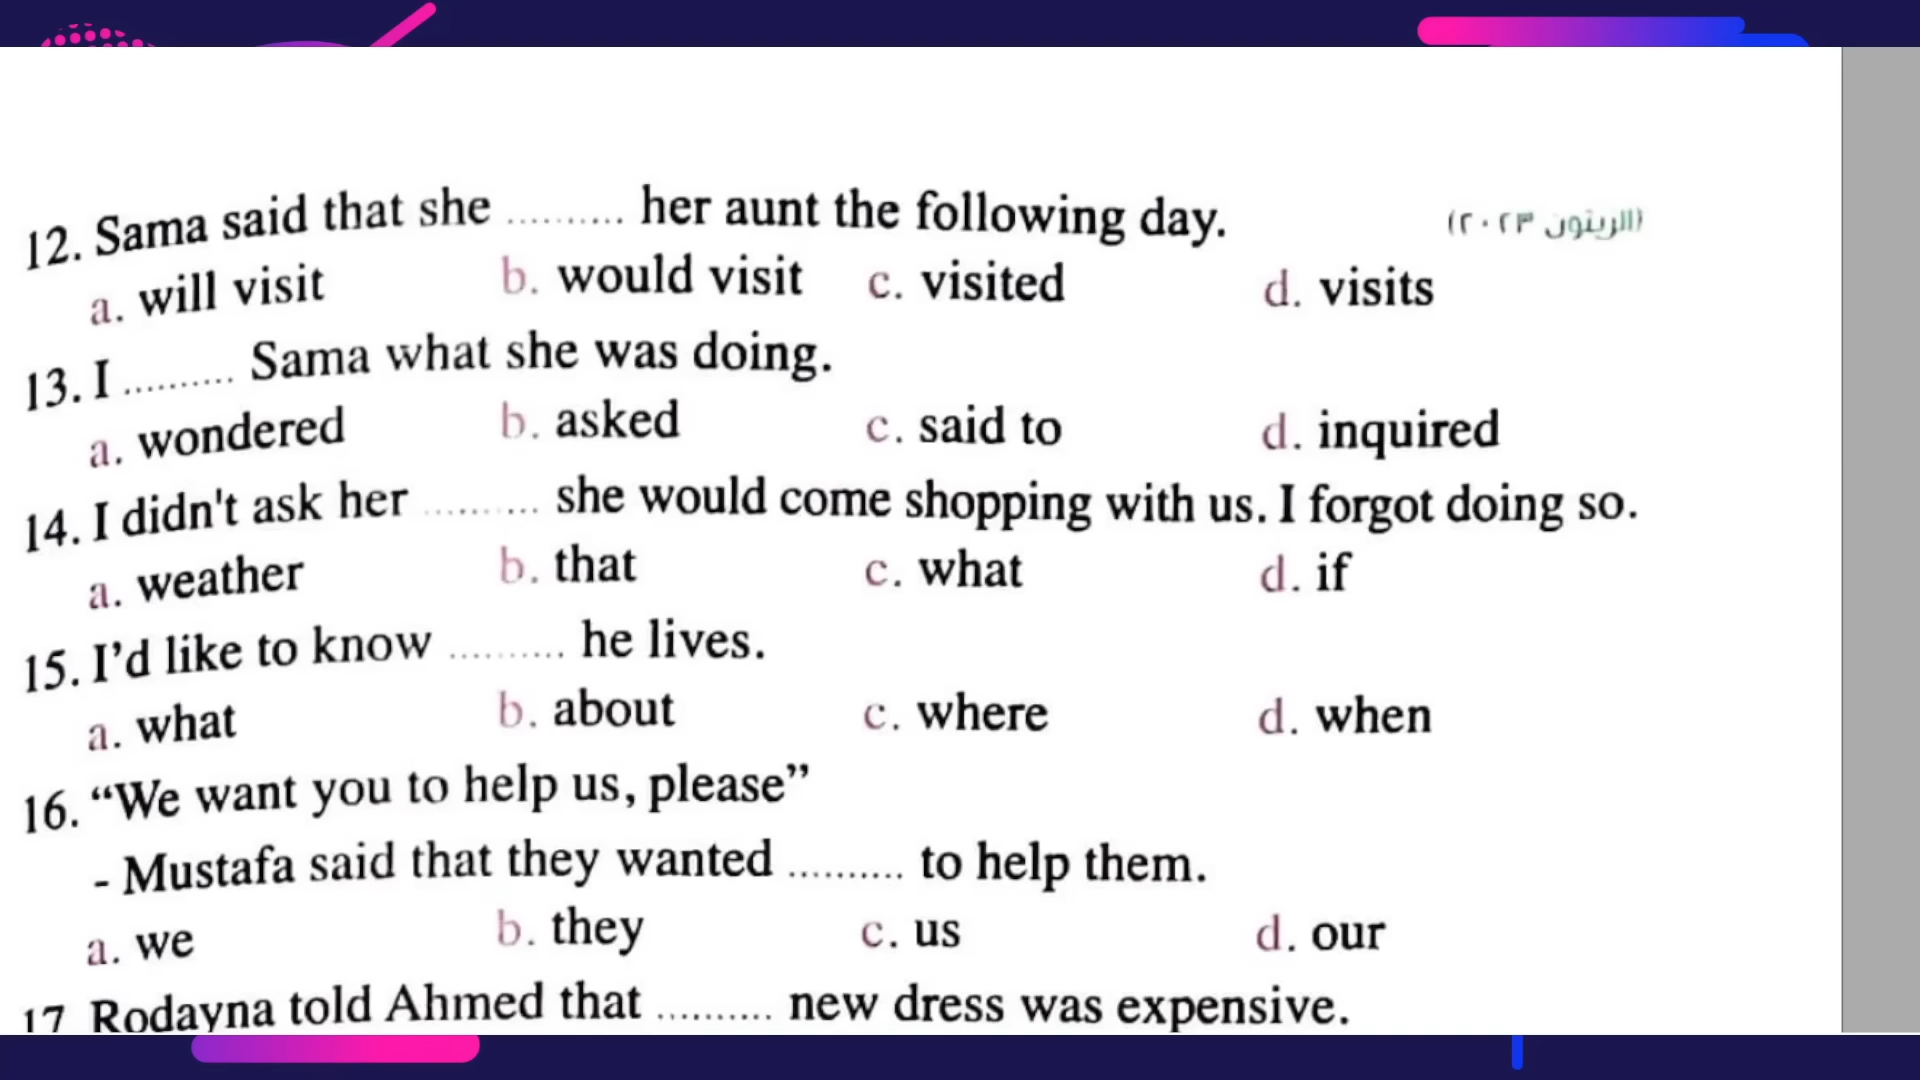 12. Sama said that she .......... her aunt the following day. (الزيتون ٢٠٢٣)
a. will visit b. would visit c. visited d. visits
13. I .......... Sama what she was doing.
a. wondered b. asked c. said to d. inquired
14. I didn't ask her .......... she would come shopping with us. I forgot doing so.
a. weather b. that c. what d. if
15. I’d like to know .......... he lives.
a. what b. about c. where d. when
16. “We want you to help us, please”
- Mustafa said that they wanted .......... to help them.
a. we b. they c. us d. our
17 Rodayna told Ahmed that .......... new dress was expensive.